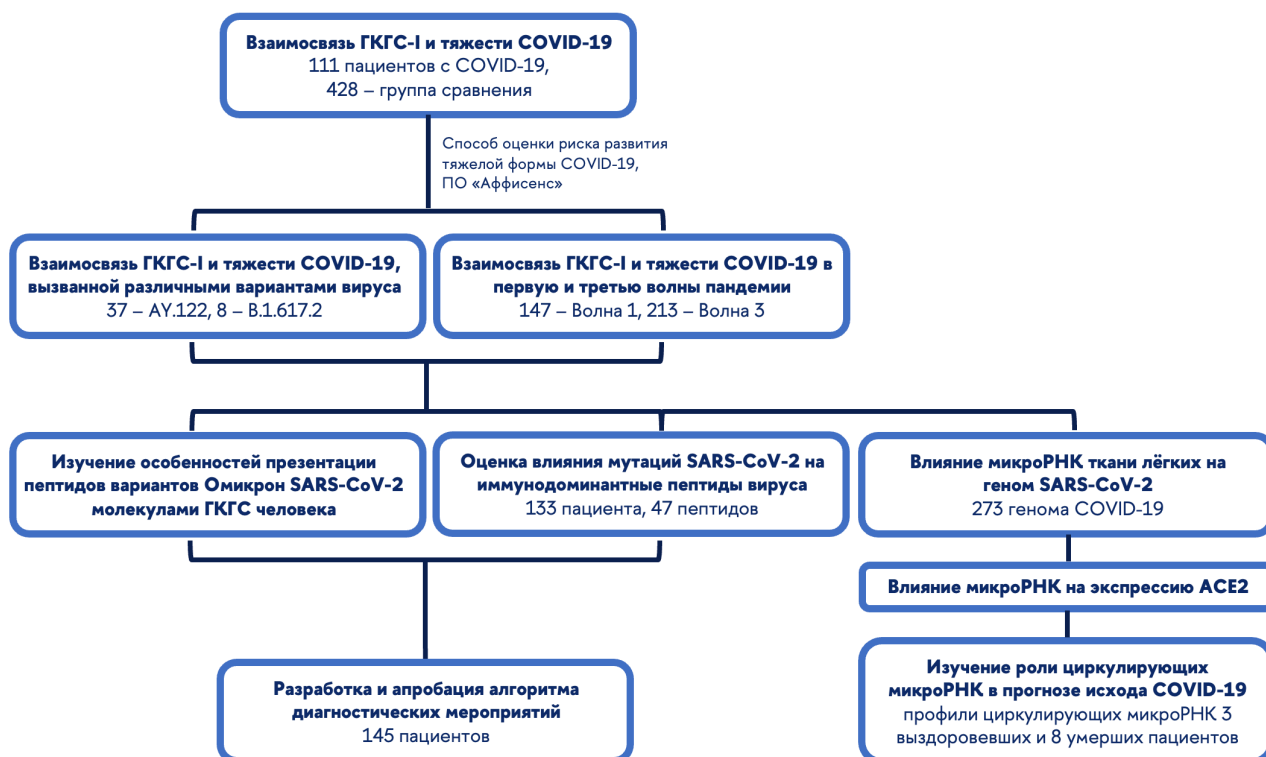 Взаимосвязь ГКГС-I и тяжести COVID-19
111 пациентов с COVID-19,
428 – группа сравнения
Способ оценки риска развития
тяжелой формы COVID-19,
ПО «Аффисенс»
Взаимосвязь ГКГС-I и тяжести COVID-19,
вызванной различными вариантами вируса
37 – AY.122, 8 – B.1.617.2
Взаимосвязь ГКГС-I и тяжести COVID-19 в
первую и третью волны пандемии
147 – Волна 1, 213 – Волна 3
Изучение особенностей презентации
пептидов вариантов Омикрон SARS-CoV-2
молекулами ГКГС человека
Оценка влияния мутаций SARS-CoV-2 на
иммунодоминантные пептиды вируса
133 пациента, 47 пептидов
Влияние микроРНК ткани лёгких на
геном SARS-CoV-2
273 генома COVID-19
Влияние микроРНК на экспрессию ACE2
Изучение роли циркулирующих
микроРНК в прогнозе исхода COVID-19
профили циркулирующих микроРНК 3
выздоровевших и 8 умерших пациентов
Разработка и апробация алгоритма
диагностических мероприятий
145 пациентов